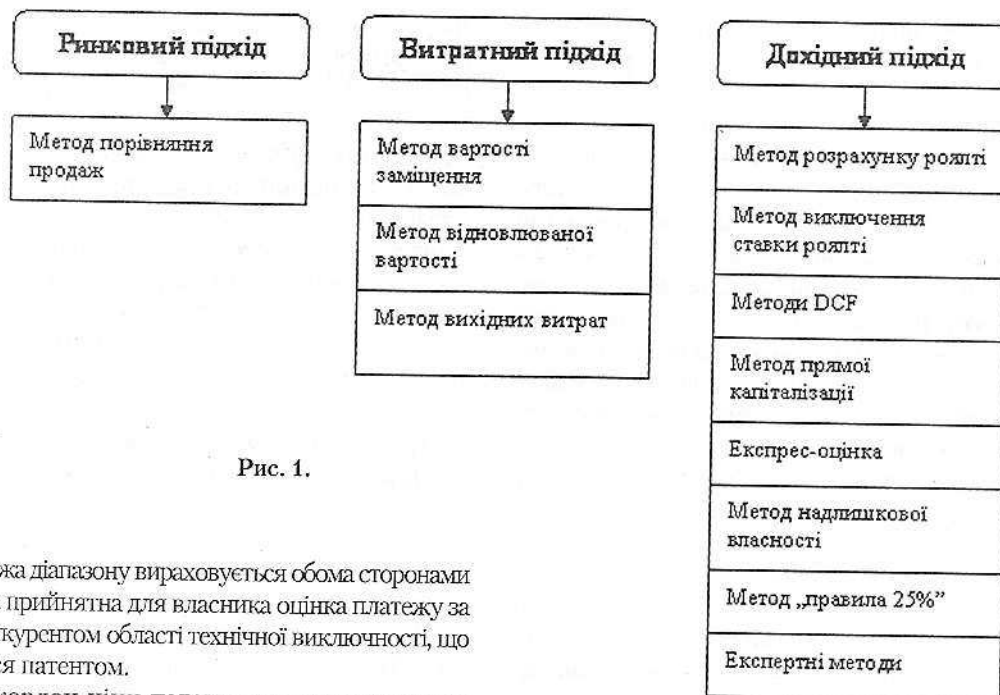 Ринковий підхід
Метод порівняння
продаж
Витратний підхід
Метод вартості
заміщення
Метод відновлюваної
вартості
Метод вихідних витрат
Дохідний підхід
Метод розрахунку роялті
Метод виключення
ставки роялті
Методи DCF
Метод прямої
капіталізації
Експрес-оцінка
Метод надлишкової
власності
Метод „правила 25%”
Експертні методи
Рис. 1.
жа діапазону вираховується обома сторонами
прийнятна для власника оцінка платежу за
курентом області технічної виключності, що
ся патентом.